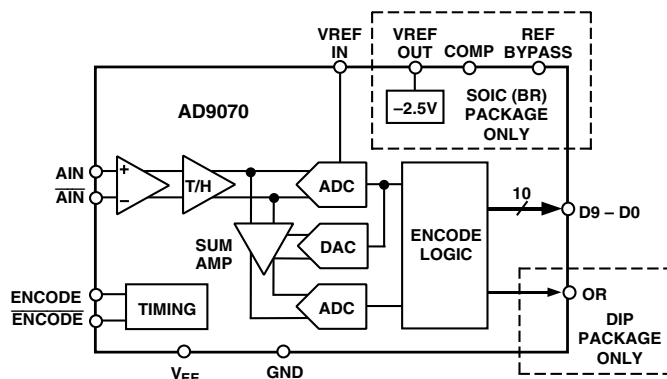 VREF
IN
VREF
OUT
COMP
REF
BYPASS
–2.5V
SOIC (BR)
PACKAGE
ONLY
AD9070
AIN
AIN
+
–
T/H
ADC
SUM
AMP
DAC
ADC
ENCODE
LOGIC
10
D9 – D0
OR
DIP
PACKAGE
ONLY
ENCODE
ENCODE
TIMING
VEE
GND